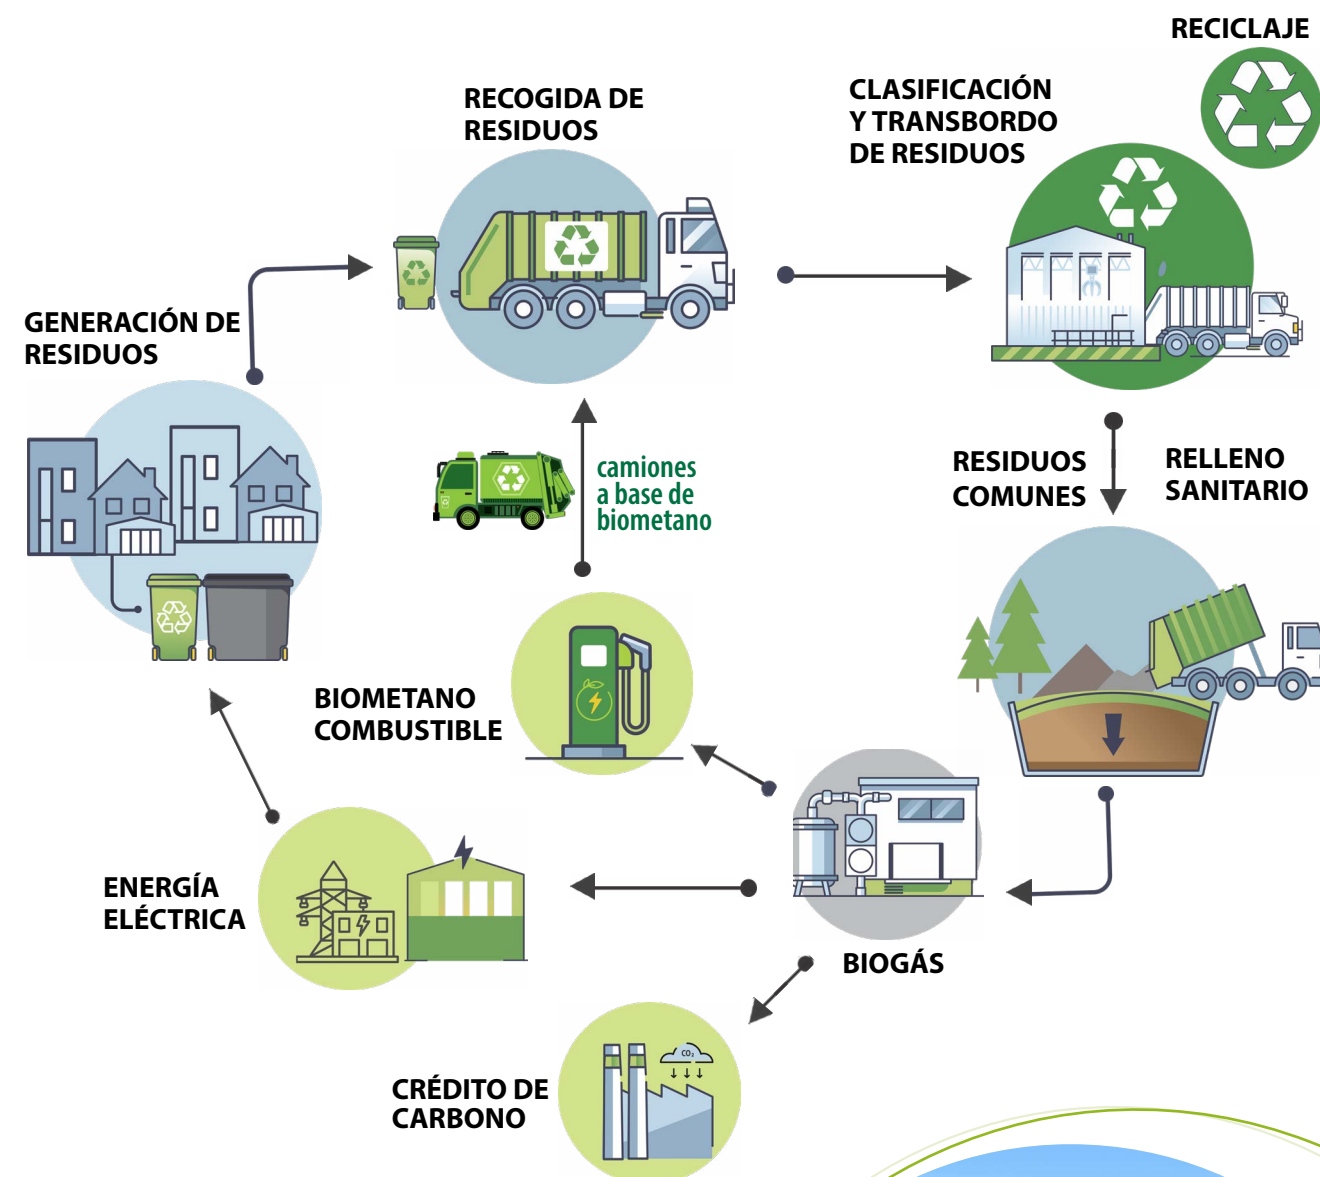 RECICLAJE
RECOGIDA DE
RESIDUOS
CLASIFICACIÓN
Y TRANSBORDO
DE RESIDUOS
GENERACIÓN DE
RESIDUOS
camiones
a base de
biometano
RESIDUOS
COMUNES
RELLENO
SANITARIO
BIOMETANO
COMBUSTIBLE
ENERGÍA
ELÉCTRICA
BIOGÁS
CRÉDITO DE
CARBONO
CO₂